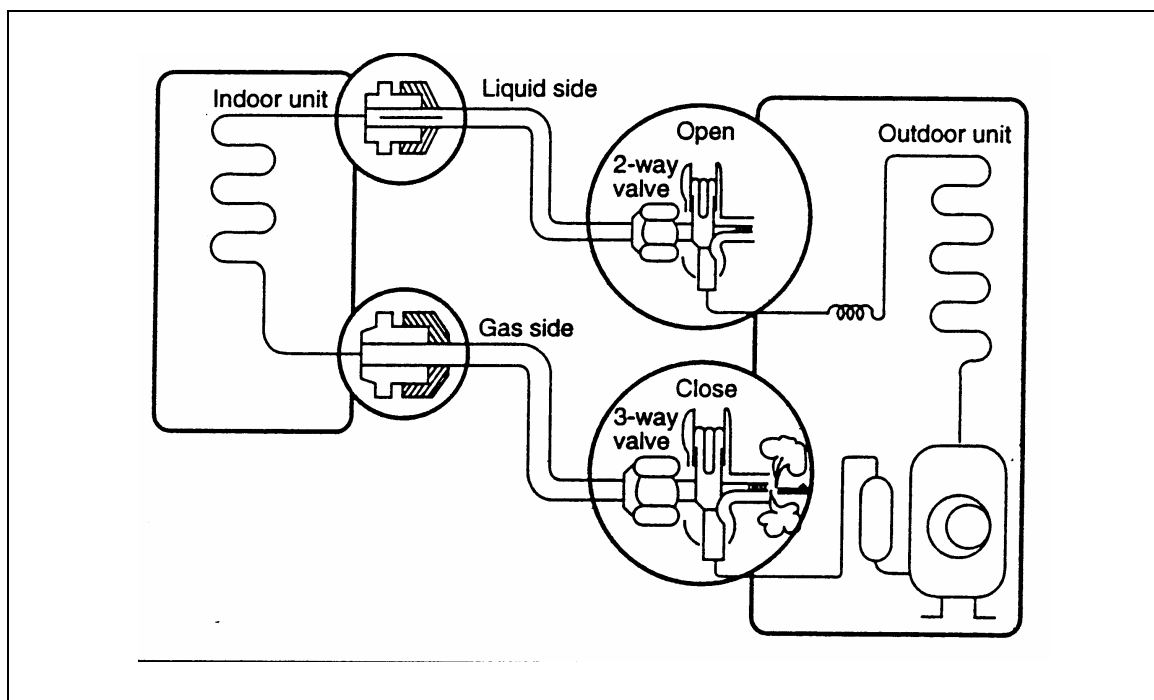 Indoor unit
Liquid side
Open
2-way
valve
Outdoor unit
Gas side
Close
3-way
valve